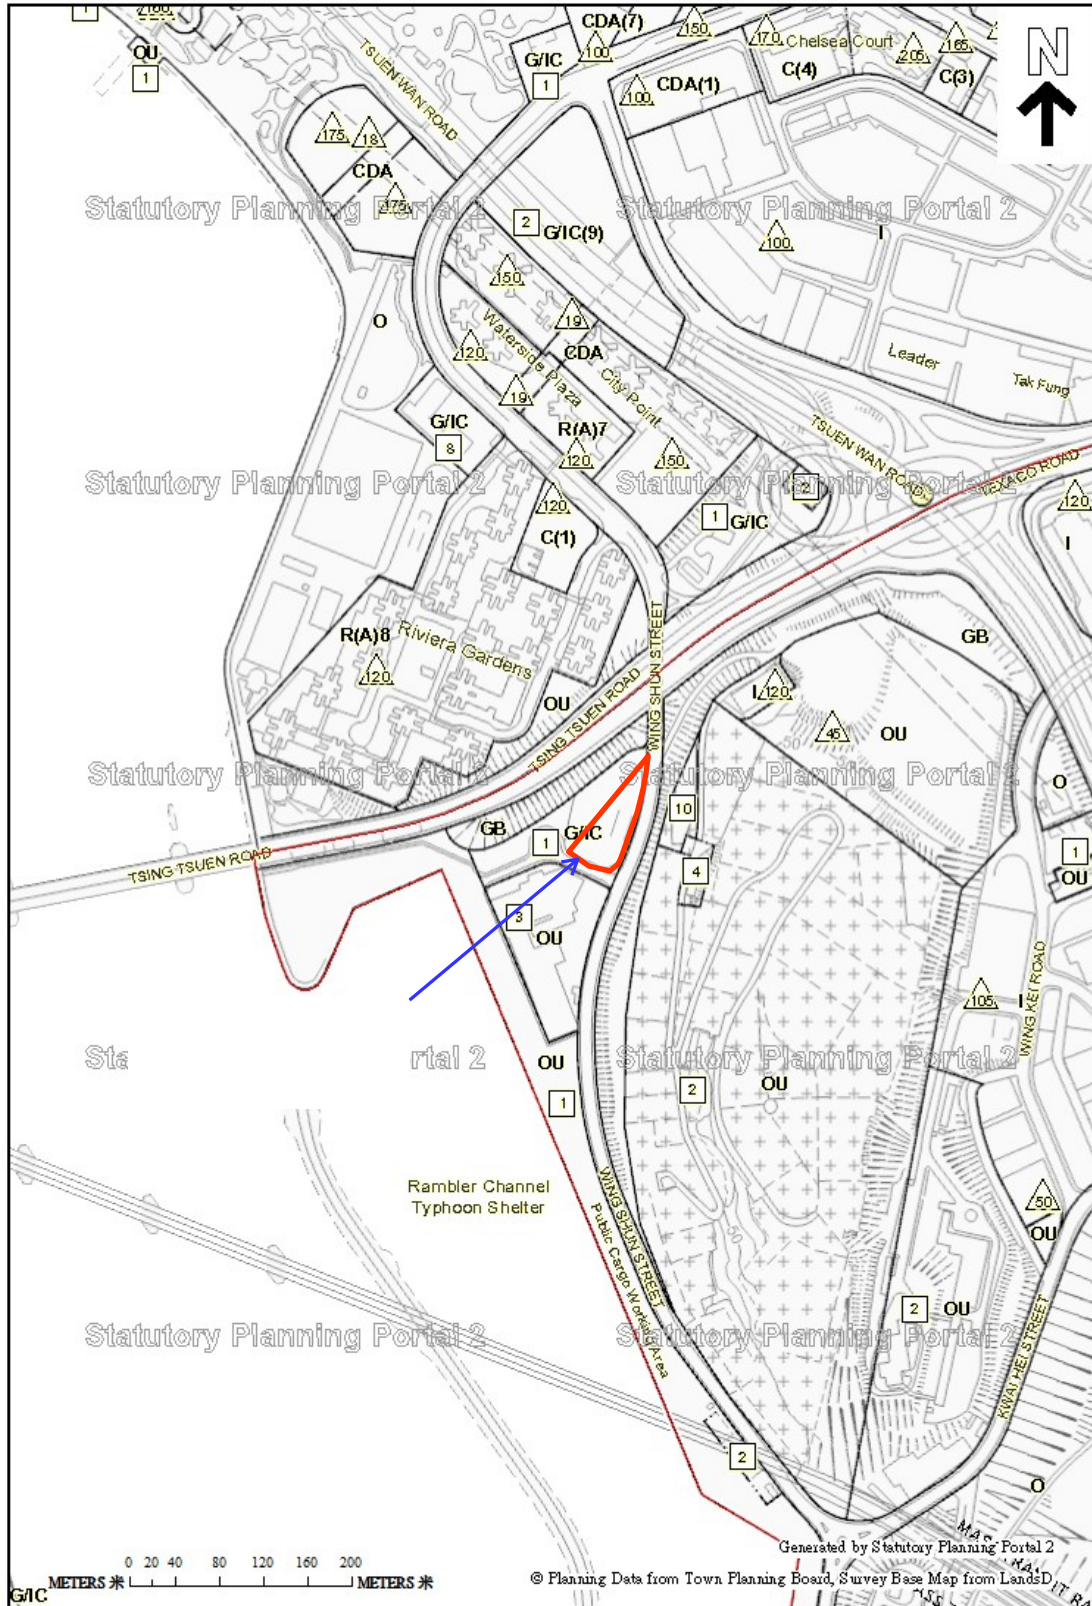 1
180
CDA(7)
100
150
170
Chelsea Court
205
165
N
QU
1
G/IC
1
TSUEN WAN ROAD
CDA(1)
100
C(4)
C(3)
175
18
CDA
175
Statutory Planning Portal 2
Statutory Planning Portal 2
2
G/IC(9)
100
I
150
O
19
Waterside Plaza
120
CDA
City Point
Leader
Tak Fung
19
G/IC
8
R(A)7
120
150
TSUEN WAN ROAD
TEXACO ROAD
Statutory Planning Portal 2
Statutory Planning Portal 2
2
120
120
C(1)
1
G/IC
I
WING SHUN STREET
R(A)8
Riviera Gardens
120
GB
OU
TSING TSUEN ROAD
I
120
45
OU
Statutory Planning Portal 2
Statutory Planning Portal 2
O
10
GB
1
G/IC
1
OU
TSING TSUEN ROAD
4
3
OU
105
I
WING KEI ROAD
Sta
rtal 2
Statutory Planning Portal 2
OU
1
2
OU
Rambler Channel
Typhoon Shelter
WING SHUN STREET
Public Cargo Working Area
50
OU
2
OU
KWAI HEI STREET
Statutory Planning Portal 2
Statutory Planning Portal 2
2
O
Generated by Statutory Planning Portal 2
0 20 40 80 120 160 200
METERS 米
METERS 米
© Planning Data from Town Planning Board, Survey Base Map from LandsD
G/IC